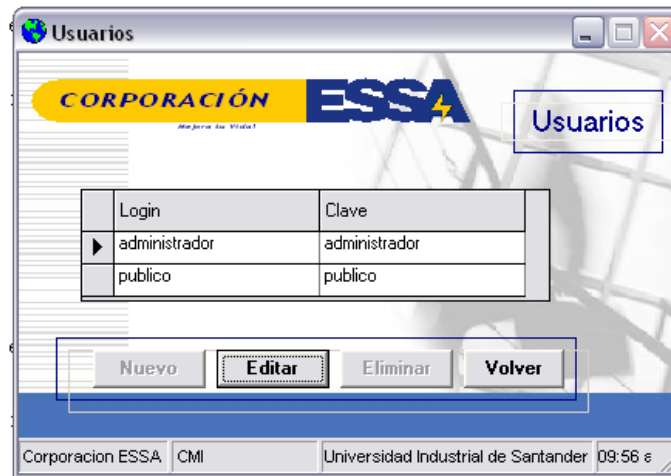 Usuarios
CORPORACIÓN ESSA
Mejora tu Vida!
Usuarios
Login Clave
administrador administrador
publico publico
Nuevo Editar Eliminar Volver
Corporacion ESSA CMI Universidad Industrial de Santander 09:56 a